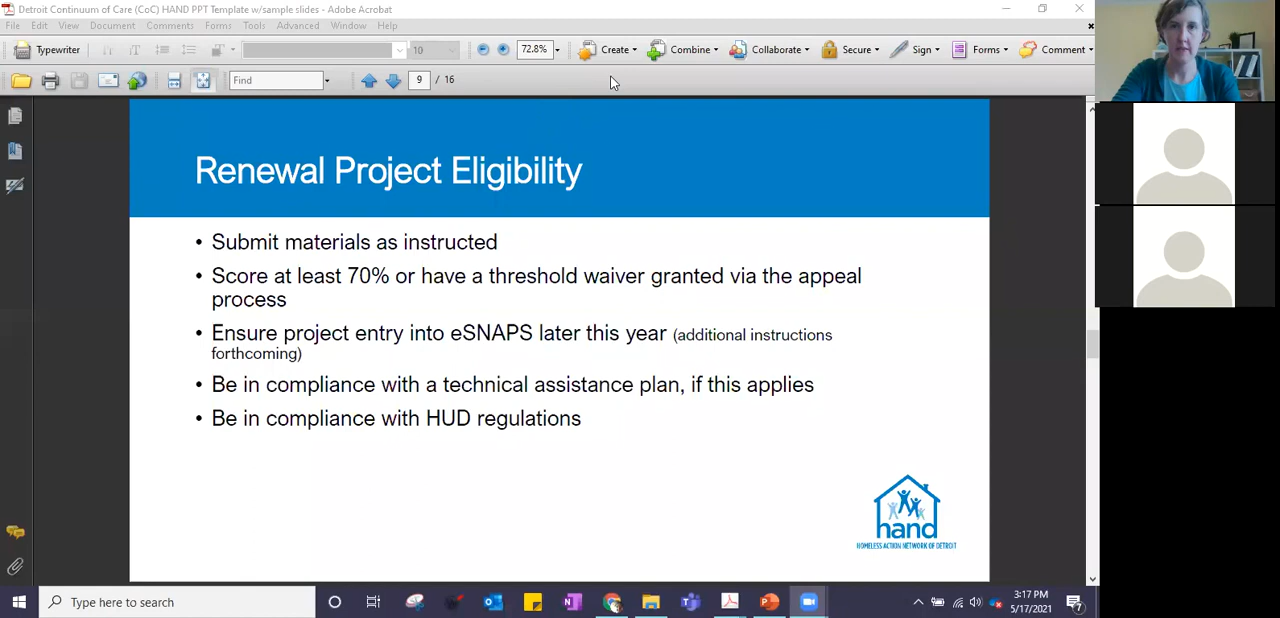 Detroit Continuum of Care (CoC) HAND PPT Template w/sample slides - Adobe Acrobat
File Edit View Document Comments Forms Tools Advanced Window Help
Typewriter 10 72.8% Create Combine Collaborate Secure Sign Forms Comment
Find 9 / 16
Renewal Project Eligibility
• Submit materials as instructed
• Score at least 70% or have a threshold waiver granted via the appeal
process
• Ensure project entry into eSNAPS later this year (additional instructions
forthcoming)
• Be in compliance with a technical assistance plan, if this applies
• Be in compliance with HUD regulations
hand
HOMELESS ACTION NETWORK OF DETROIT
Type here to search
3:17 PM
5/17/2021
7